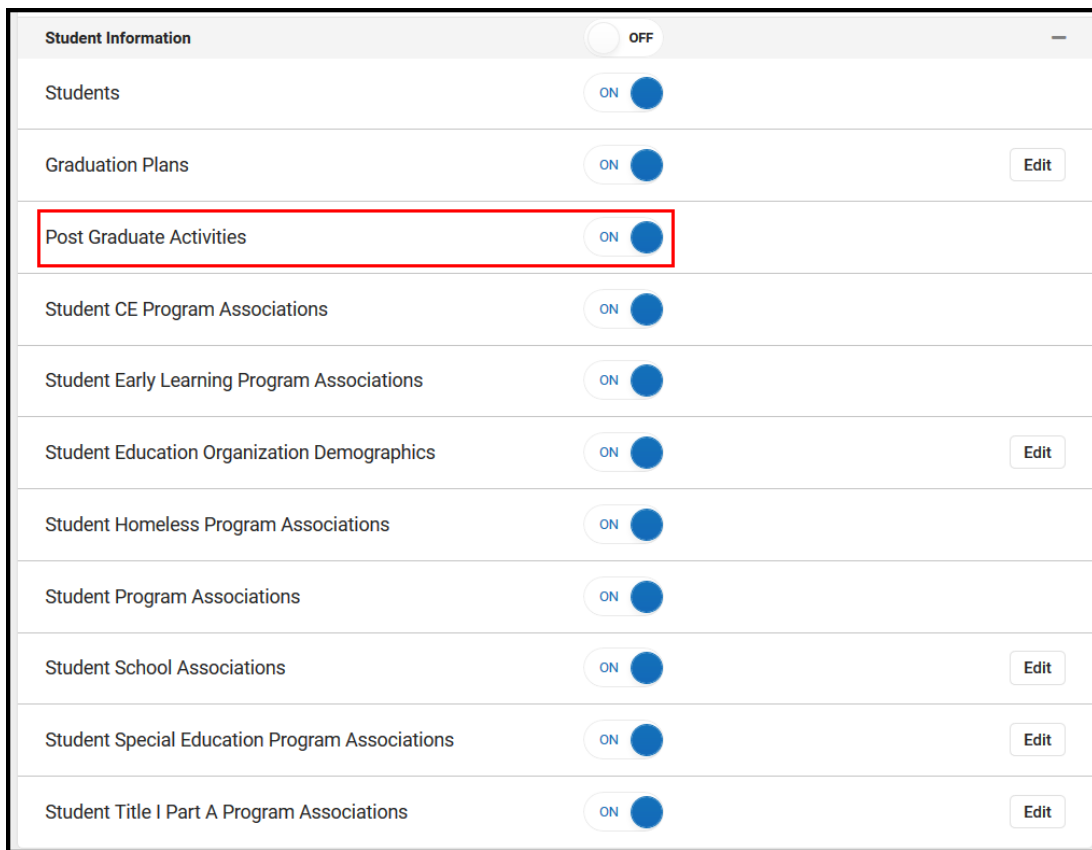 Student Information OFF
Students ON
Graduation Plans ON Edit
Post Graduate Activities ON
Student CE Program Associations ON
Student Early Learning Program Associations ON
Student Education Organization Demographics ON Edit
Student Homeless Program Associations ON
Student Program Associations ON
Student School Associations ON Edit
Student Special Education Program Associations ON Edit
Student Title I Part A Program Associations ON Edit